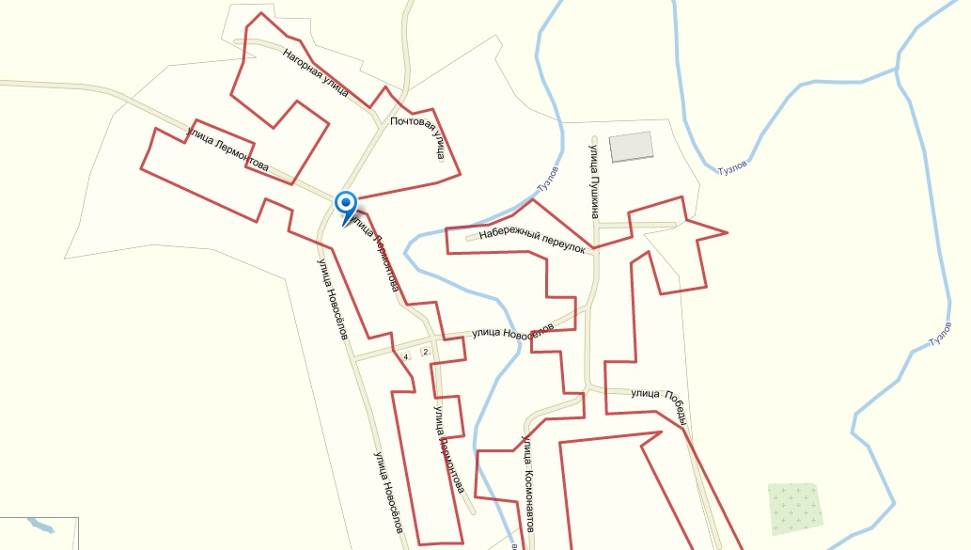 Нагорная улица
Почтовая улица
улица Лермонтова
улица Пушкина
Тузлов
Тузлов
улица Лермонтова
Набережный переулок
улица Новосёлов
улица Новосёлов
Тузлов
4
2
улица Победы
улица Лермонтова
улица Космонавтов
улица Новосёлов